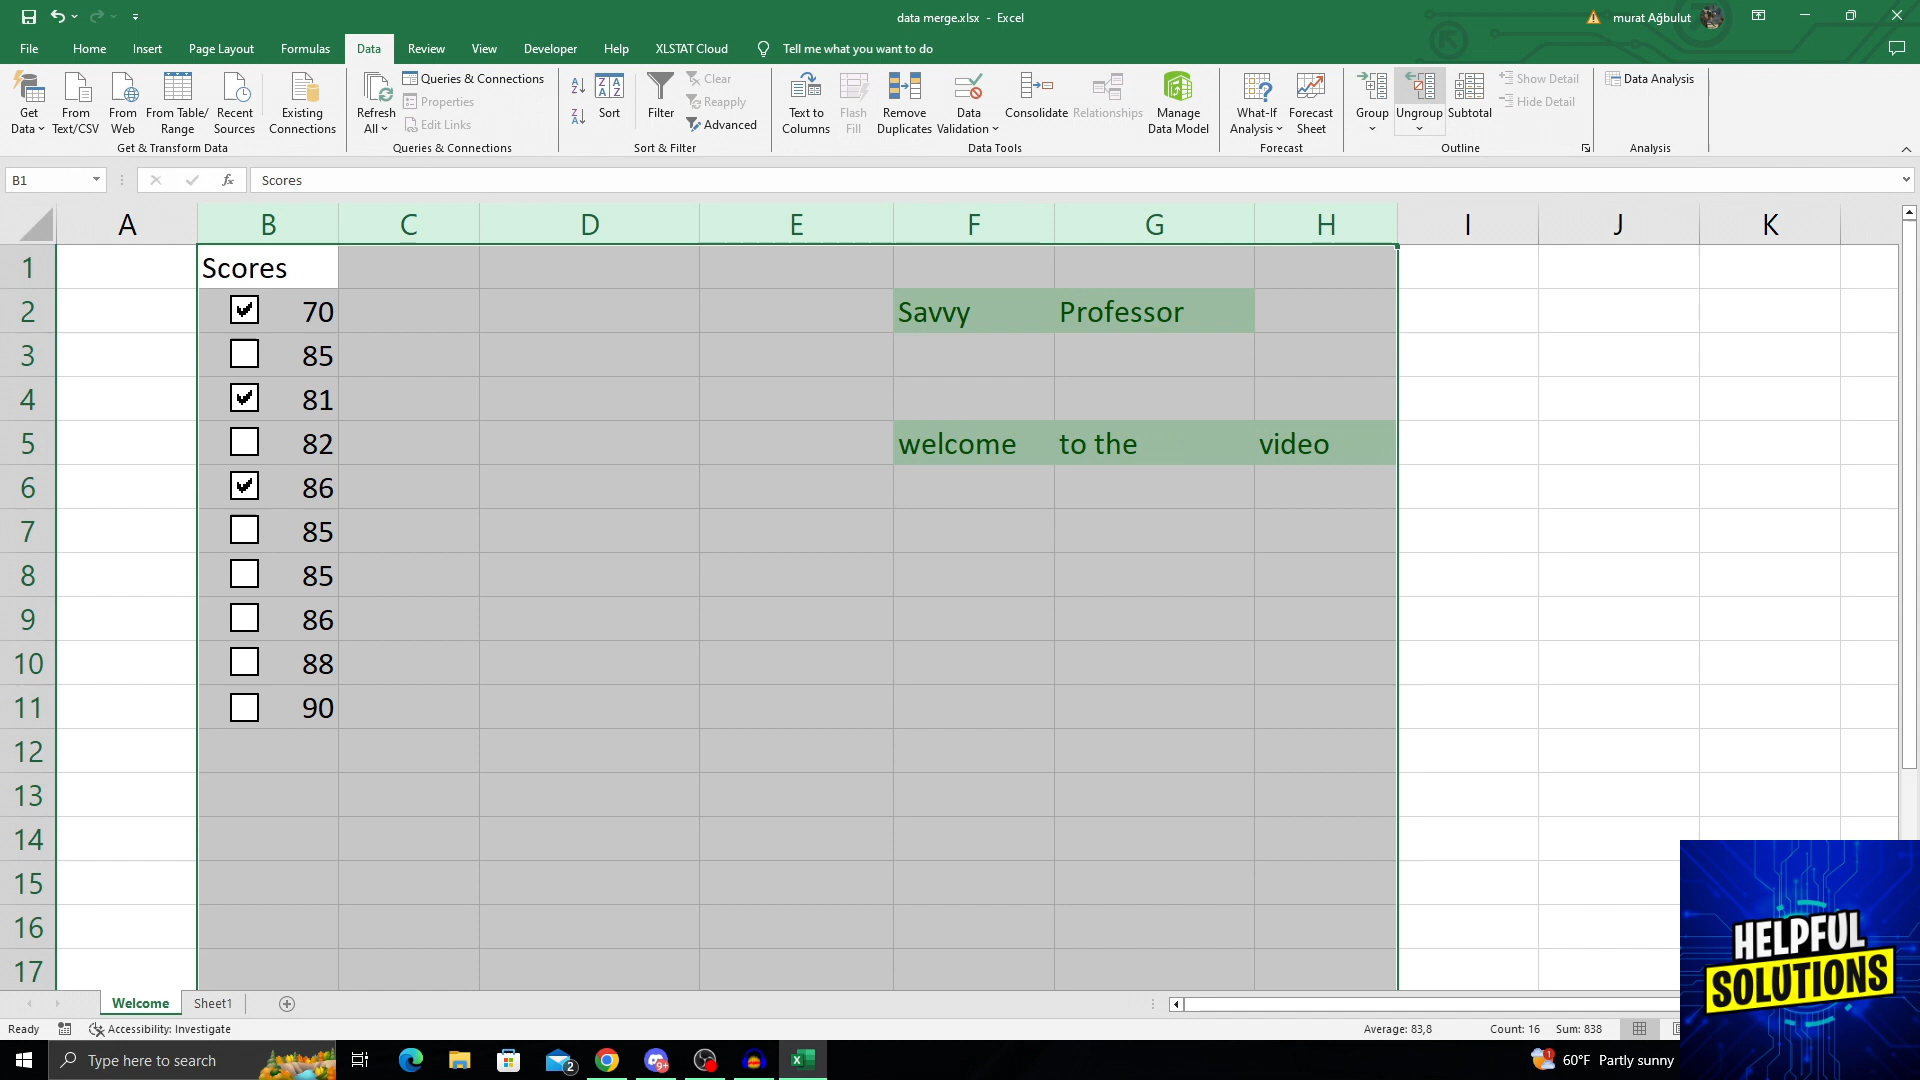 data merge.xlsx - Excel
murat Ağbulut
File Home Insert Page Layout Formulas Data Review View Developer Help XLSTAT Cloud Tell me what you want to do
Get Data
From Text/CSV
From Web
From Table/ Range
Recent Sources
Existing Connections
Get & Transform Data
Refresh All
Queries & Connections
Properties
Edit Links
Queries & Connections
Sort
Filter
Clear
Reapply
Advanced
Sort & Filter
Text to Columns
Flash Fill
Remove Duplicates
Data Validation
Consolidate
Relationships
Manage Data Model
Data Tools
What-If Analysis
Forecast Sheet
Forecast
Group
Ungroup
Subtotal
Show Detail
Hide Detail
Outline
Data Analysis
Analysis
B1
fx
Scores
A B C D E F G H I J K
1 Scores
2 70 Savvy Professor
3 85
4 81
5 82 welcome to the video
6 86
7 85
8 85
9 86
10 88
11 90
12
13
14
15
16
17
HELPFUL
SOLUTIONS
Welcome Sheet1
Ready Accessibility: Investigate Average: 83,8 Count: 16 Sum: 838
Type here to search
2
9+
1
60°F Partly sunny